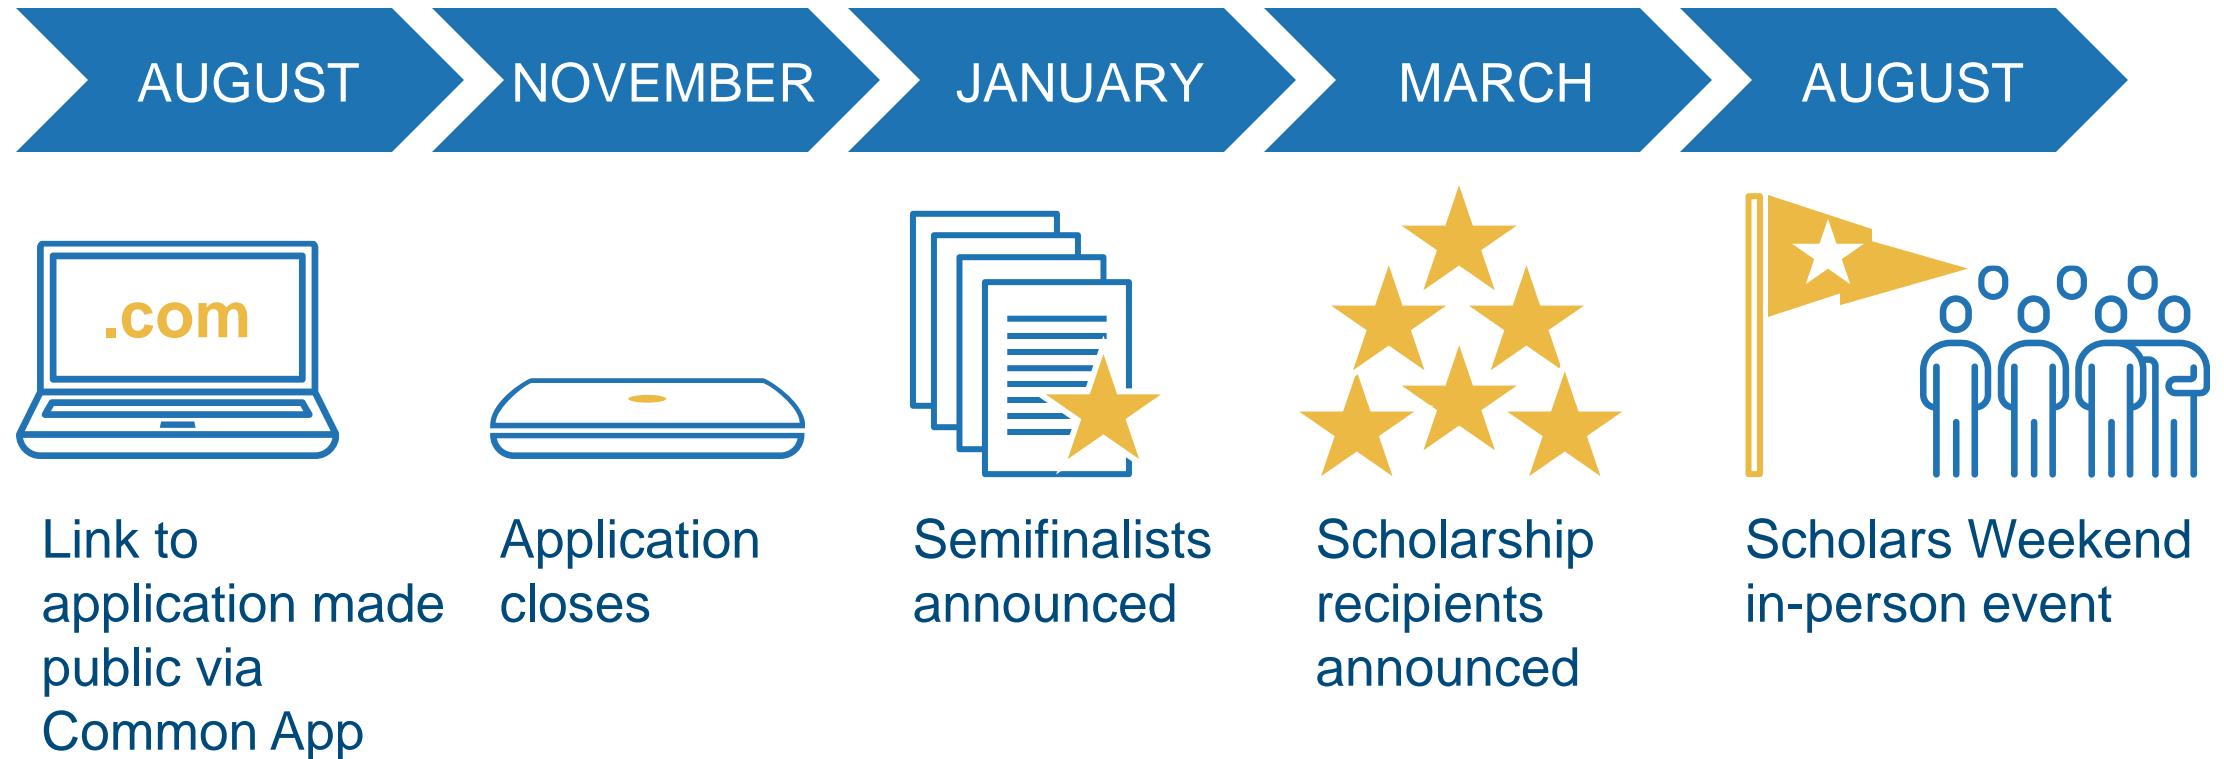 AUGUST
NOVEMBER
JANUARY
MARCH
AUGUST
.com
Link to
application made
public via
Common App
Application
closes
Semifinalists
announced
Scholarship
recipients
announced
Scholars Weekend
in-person event